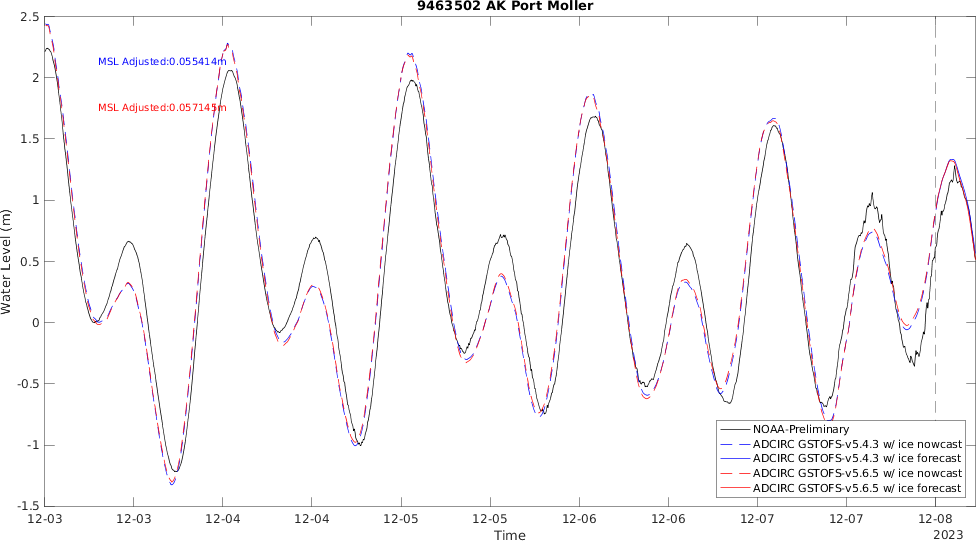 9463502 AK Port Moller
MSL Adjusted:0.055414m
MSL Adjusted:0.057145m
Water Level (m)
2.5
2
1.5
1
0.5
0
-0.5
-1
-1.5
NOAA-Preliminary
ADCIRC GSTOFS-v5.4.3 w/ ice nowcast
ADCIRC GSTOFS-v5.4.3 w/ ice forecast
ADCIRC GSTOFS-v5.6.5 w/ ice nowcast
ADCIRC GSTOFS-v5.6.5 w/ ice forecast
12-03 12-03 12-04 12-04 12-05 12-05 12-06 12-06 12-07 12-07 12-08
Time
2023